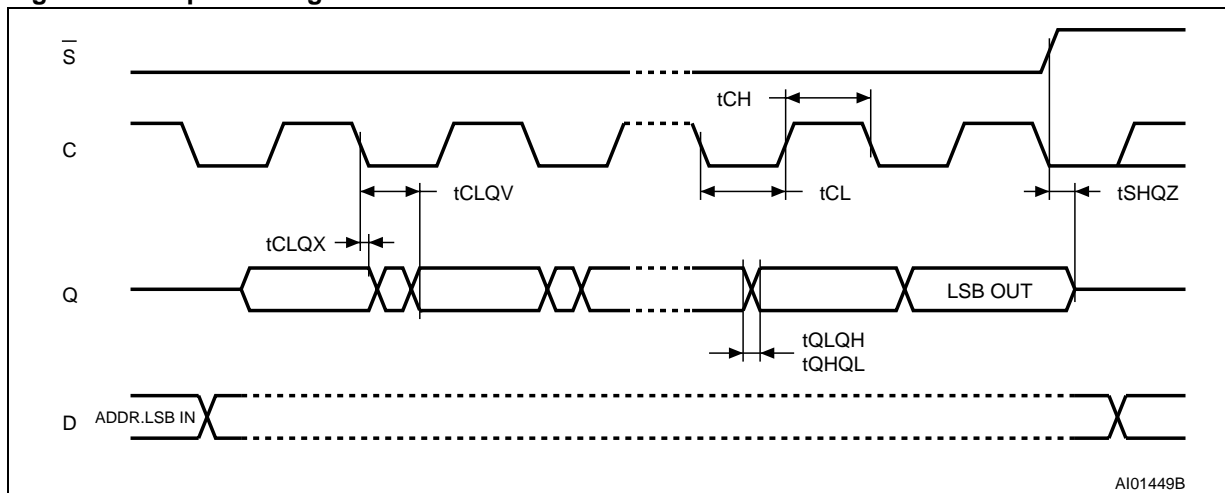 S
tCH
C
tCLQV
tCL
tSHQZ
tCLQX
Q
LSB OUT
tQLQH
tQHQL
D
ADDR.LSB IN
AI01449B